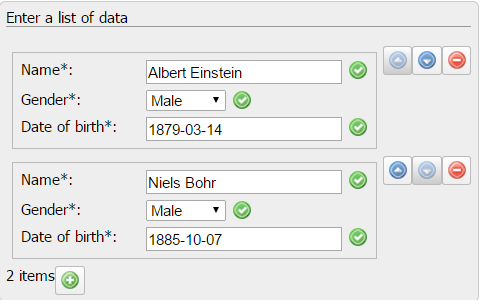 Enter a list of data
Name*: Albert Einstein
Gender*: Male
Date of birth*: 1879-03-14
Name*: Niels Bohr
Gender*: Male
Date of birth*: 1885-10-07
2 items